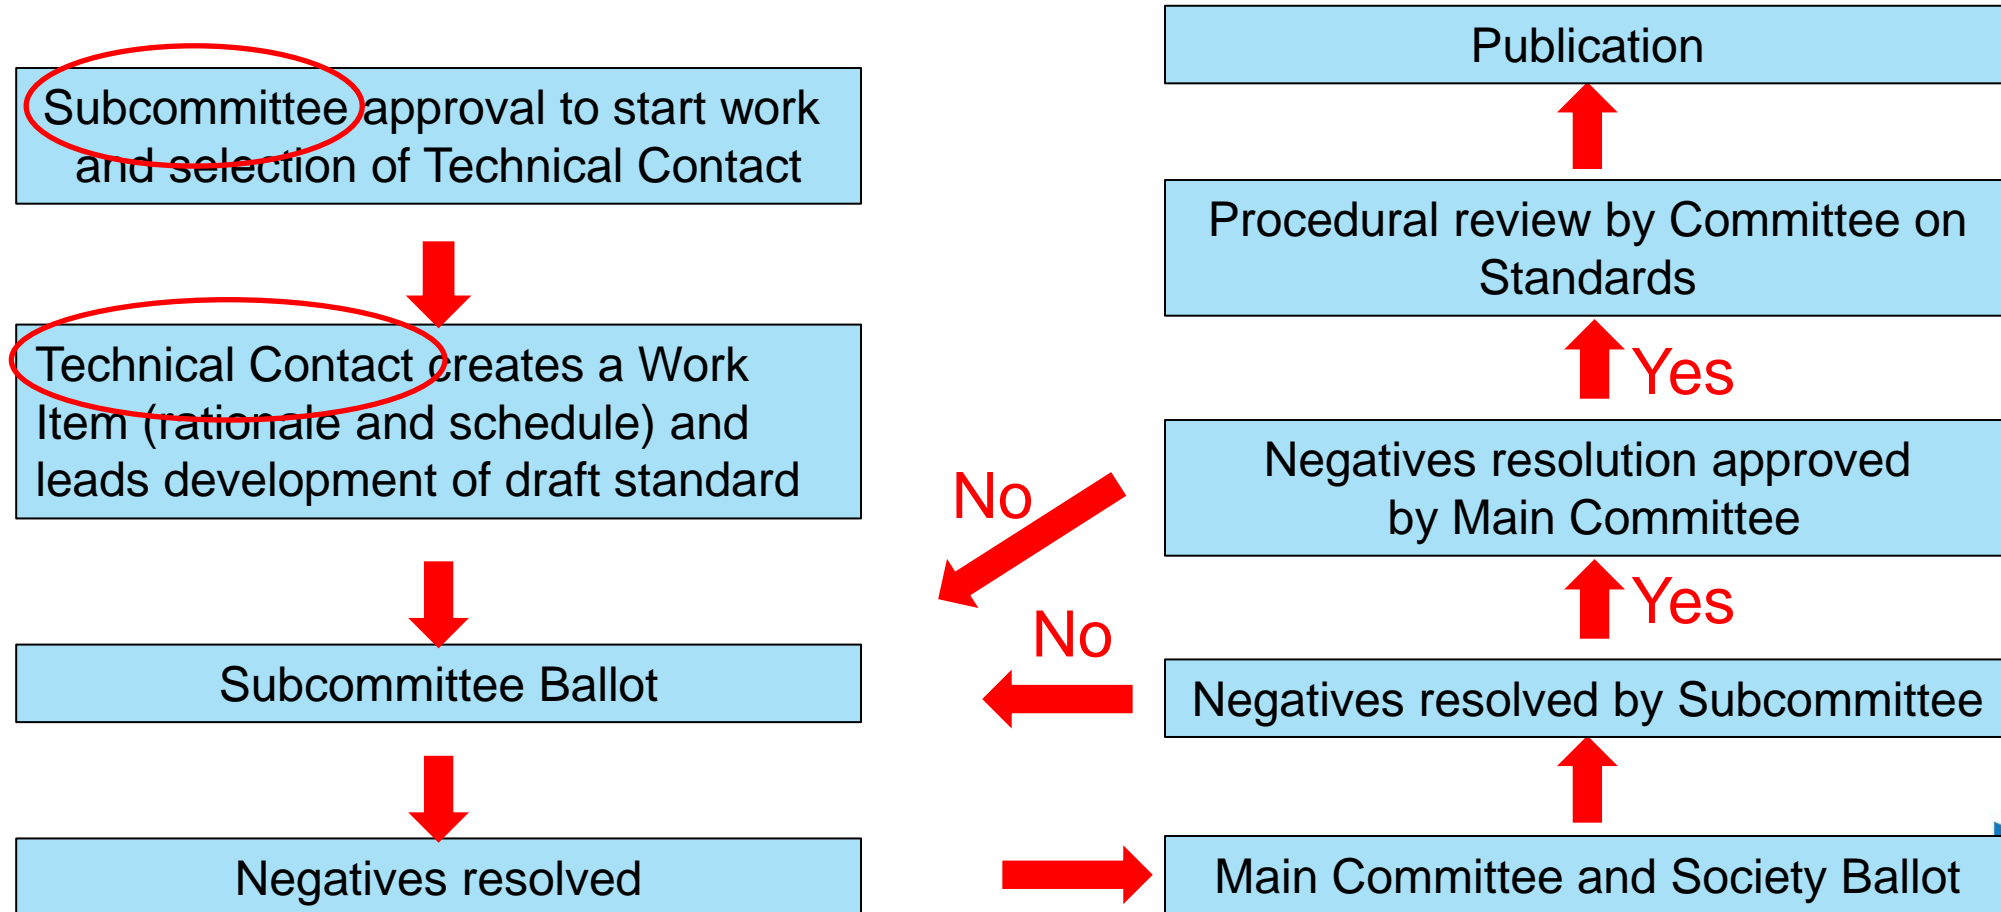 Subcommittee approval to start work
and selection of Technical Contact
Technical Contact creates a Work
Item (rationale and schedule) and
leads development of draft standard
Subcommittee Ballot
Negatives resolved
Publication
Procedural review by Committee on
Standards
Yes
Negatives resolution approved
by Main Committee
No
Yes
No
Negatives resolved by Subcommittee
Main Committee and Society Ballot